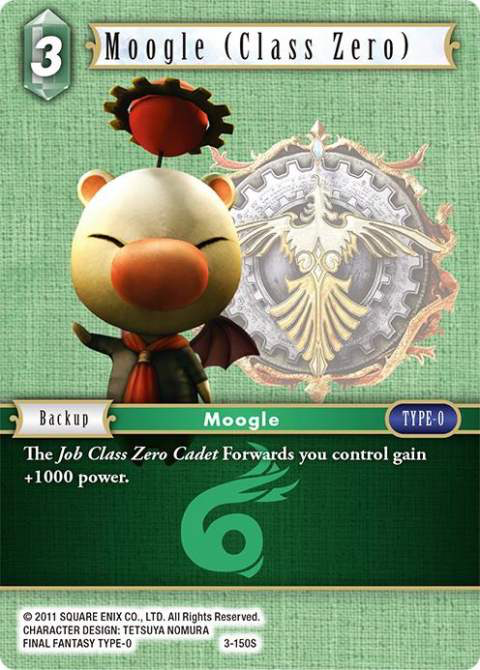 3
Moogle (Class Zero)
Backup
Moogle
TYPE-0
The Job Class Zero Cadet Forwards you control gain
+1000 power.
© 2011 SQUARE ENIX CO., LTD. All Rights Reserved.
CHARACTER DESIGN: TETSUYA NOMURA
FINAL FANTASY TYPE-0
3-150S